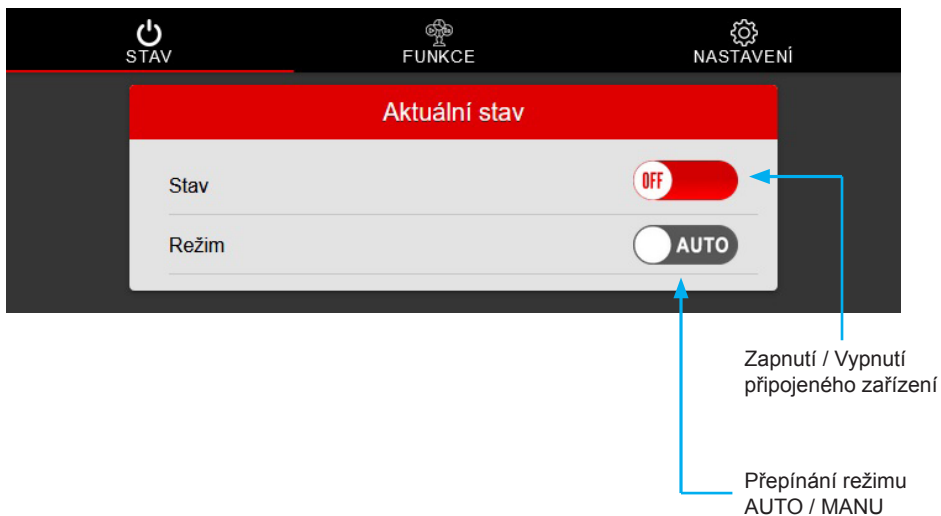 STAV
FUNKCE
NASTAVENÍ
Aktuální stav
Stav
OFF
Režim
AUTO
Zapnutí / Vypnutí
připojeného zařízení
Přepínání režimu
AUTO / MANU